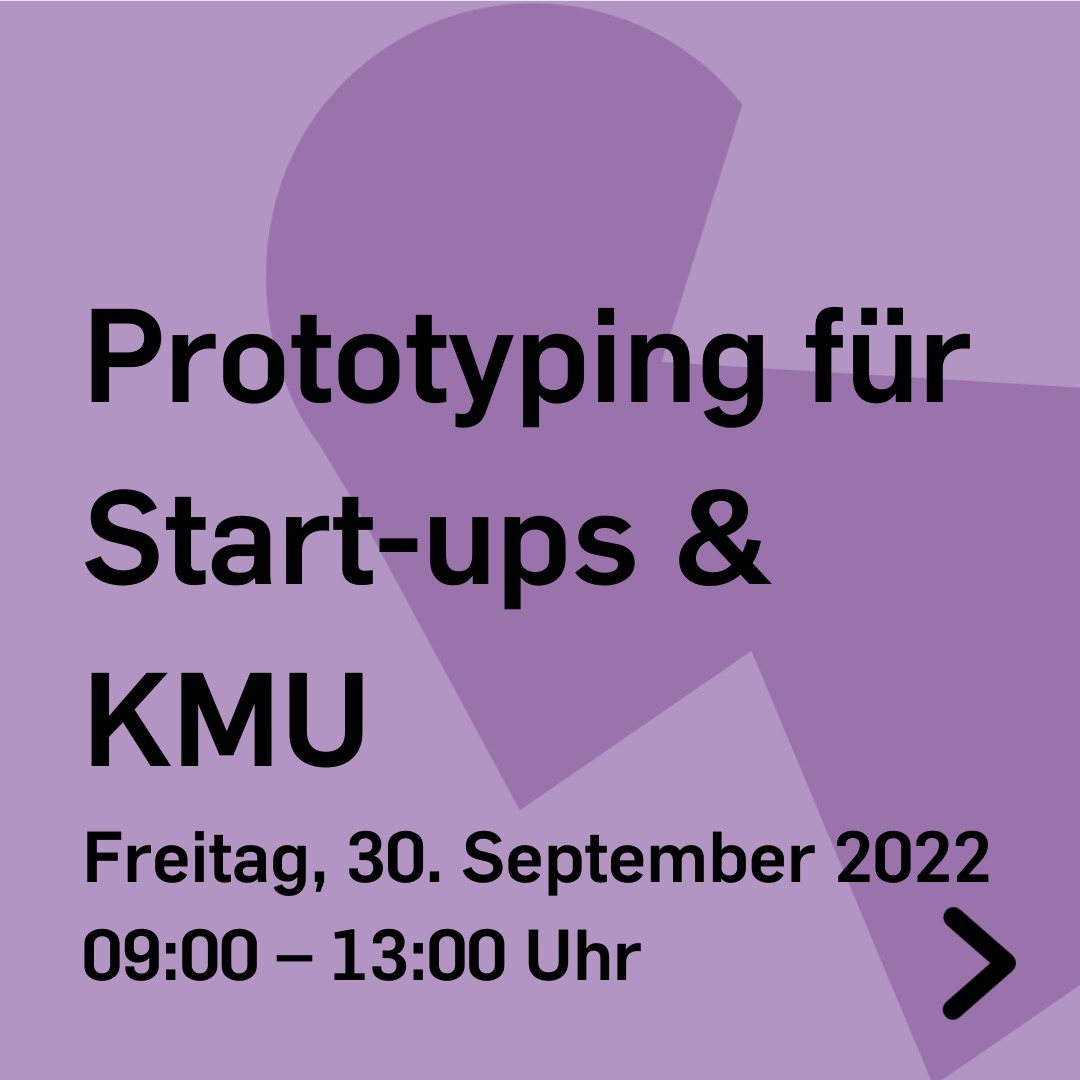 Prototyping für
Start-ups &
KMU
Freitag, 30. September 2022
09:00 – 13:00 Uhr